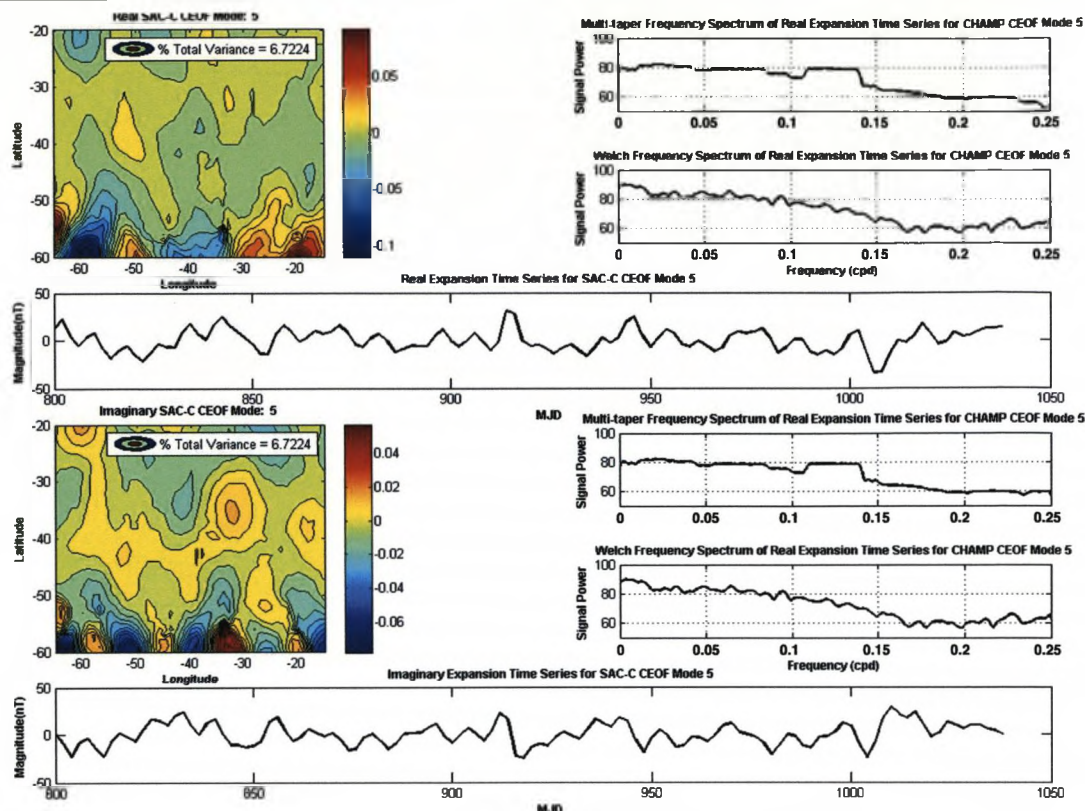 Real SAC-C CEOF Mode: 5
% Total Variance = 6.7224
-20
-30
-40
-50
-60
Latitude
-60 -50 -40 -30 -20
Longitude
0.05
0
-0.05
-0.1
Multi-taper Frequency Spectrum of Real Expansion Time Series for CHAMP CEOF Mode 5
Signal Power
100
80
60
0 0.05 0.1 0.15 0.2 0.25
Welch Frequency Spectrum of Real Expansion Time Series for CHAMP CEOF Mode 5
Signal Power
100
80
60
0 0.05 0.1 0.15 0.2 0.25
Frequency (cpd)
Real Expansion Time Series for SAC-C CEOF Mode 5
Magnitude(nT)
50
0
-50
800 850 900 950 1000 1050
MJD
Imaginary SAC-C CEOF Mode: 5
% Total Variance = 6.7224
-20
-30
-40
-50
-60
Latitude
-60 -50 -40 -30 -20
Longitude
0.04
0.02
0
-0.02
-0.04
-0.06
Multi-taper Frequency Spectrum of Real Expansion Time Series for CHAMP CEOF Mode 5
Signal Power
100
80
60
0 0.05 0.1 0.15 0.2 0.25
Welch Frequency Spectrum of Real Expansion Time Series for CHAMP CEOF Mode 5
Signal Power
100
80
60
0 0.05 0.1 0.15 0.2 0.25
Frequency (cpd)
Imaginary Expansion Time Series for SAC-C CEOF Mode 5
Magnitude(nT)
50
0
-50
800 850 900 950 1000 1050
MJD